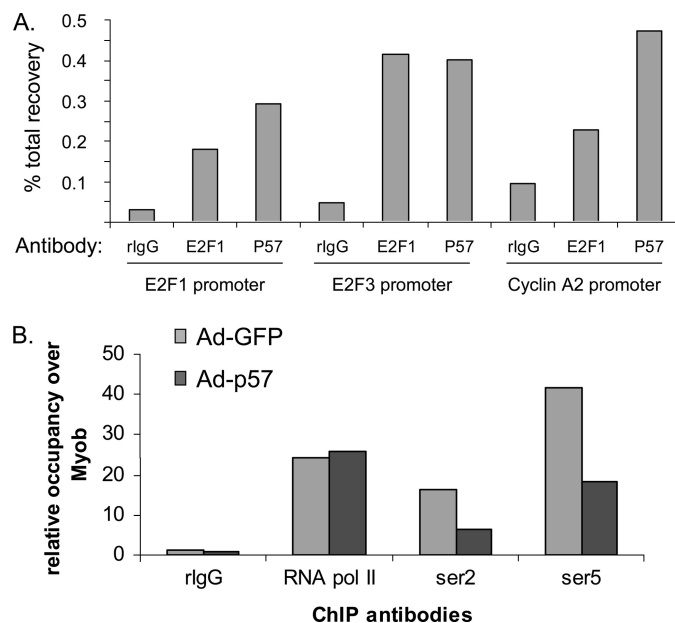 A.
% total recovery
0.5
0.4
0.3
0.2
0.1
Antibody: rIgG E2F1 P57 rIgG E2F1 P57 rIgG E2F1 P57
E2F1 promoter E2F3 promoter Cyclin A2 promoter
B.
relative occupancy over
Myob
Ad-GFP
Ad-p57
50
40
30
20
10
0
rIgG RNA pol II ser2 ser5
ChIP antibodies